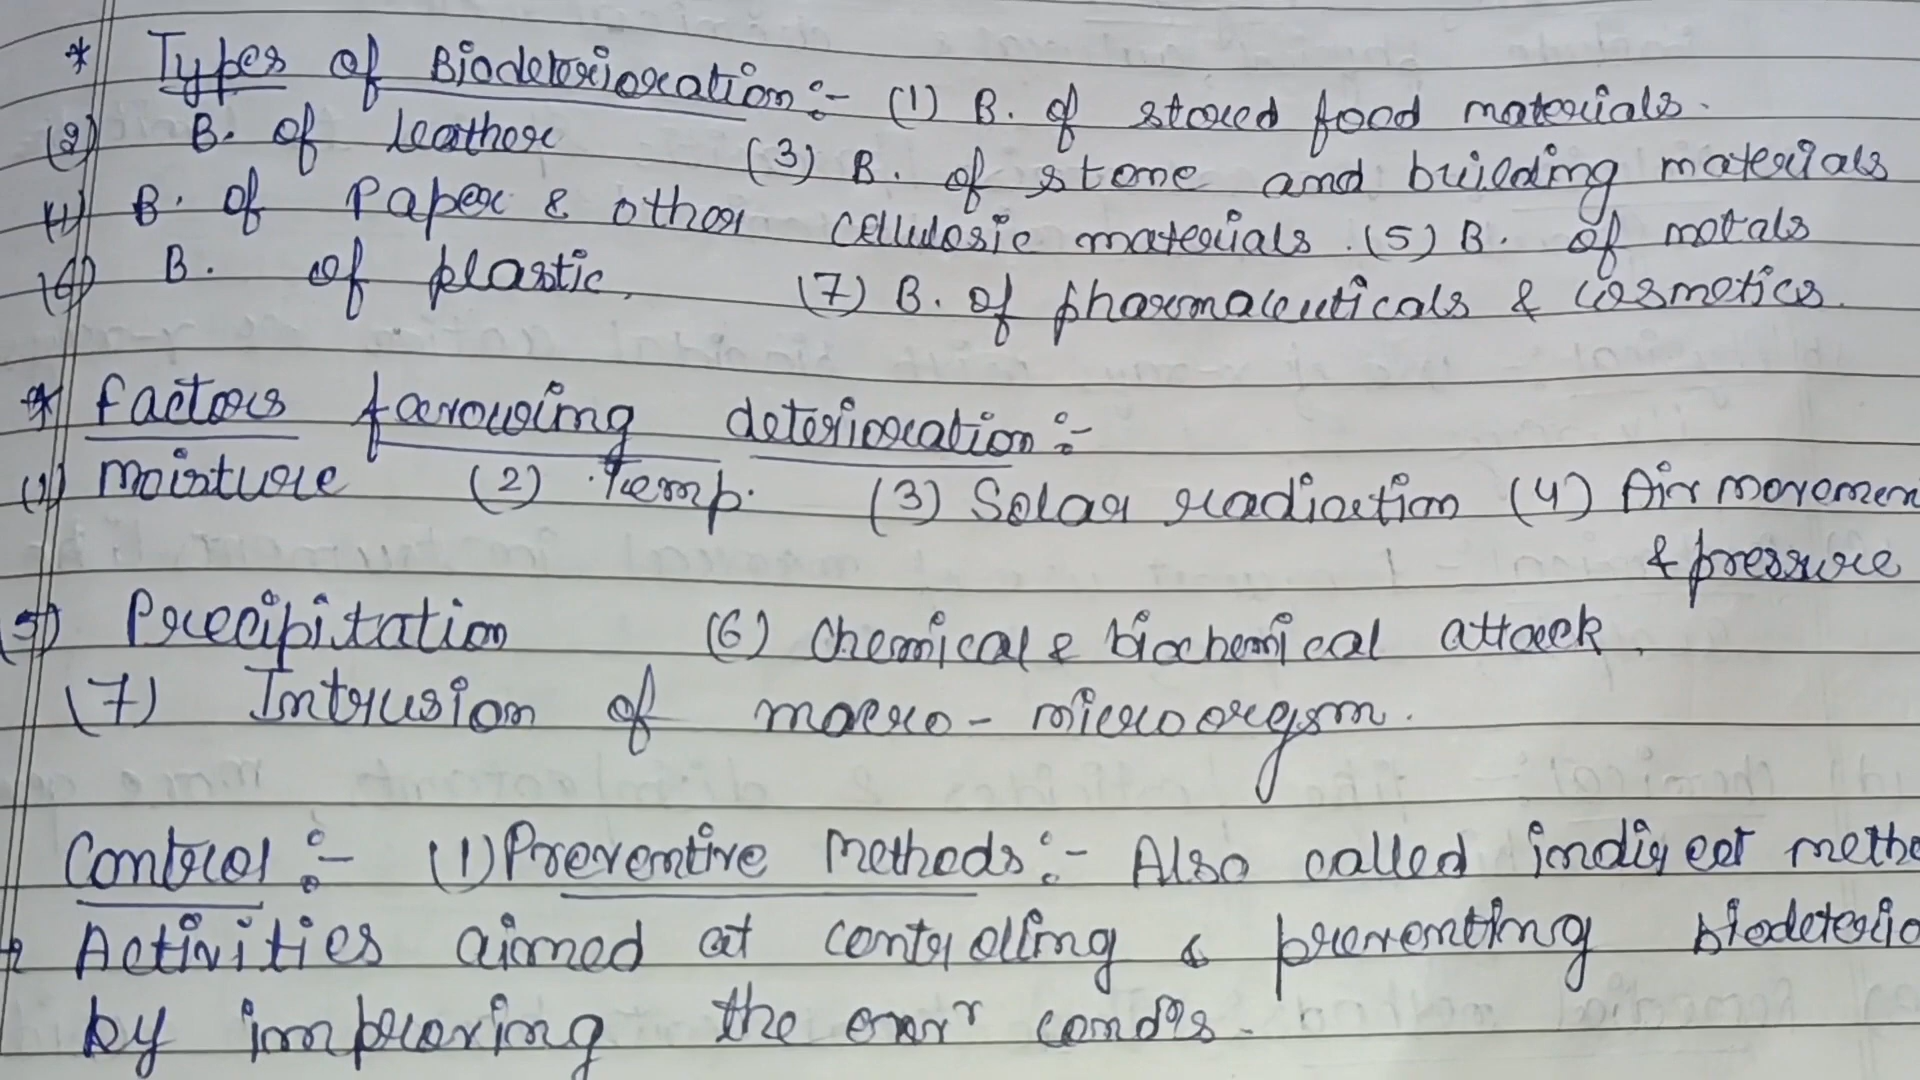 * Types of Biodeterioration :- (1) B. of stored food materials.
(2) B. of leather (3) B. of stone and building materials
(4) B. of Paper & other cellulosic materials. (5) B. of metals
(6) B. of plastic. (7) B. of pharmaceuticals & cosmetics.
* factors favouring deterioration :-
(1) moisture (2) Temp. (3) Solar radiation (4) Air movemen
& pressure
(5) Precipitation (6) Chemical & biochemical attack.
(7) Intrusion of macro-microorgsm.
Control :- (1) Preventive Methods :- Also called indirect metho
Activities aimed at controlling & preventing biodeterio
by improving the envr conds.